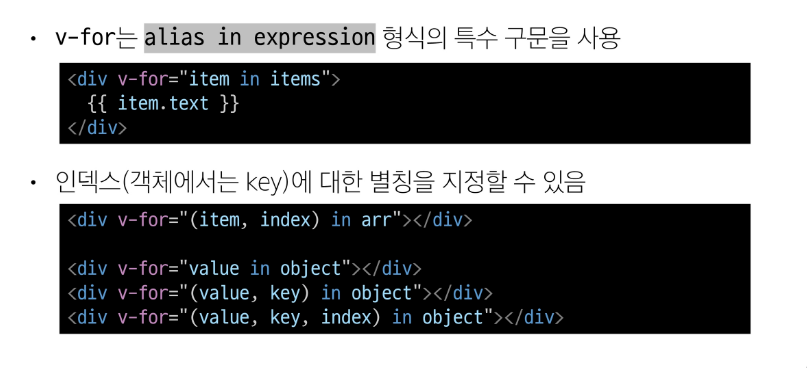 • v-for는 alias in expression 형식의 특수 구문을 사용
<div v-for="item in items">
{{ item.text }}
</div>
• 인덱스(객체에서는 key)에 대한 별칭을 지정할 수 있음
<div v-for="(item, index) in arr"></div>
<div v-for="value in object"></div>
<div v-for="(value, key) in object"></div>
<div v-for="(value, key, index) in object"></div>